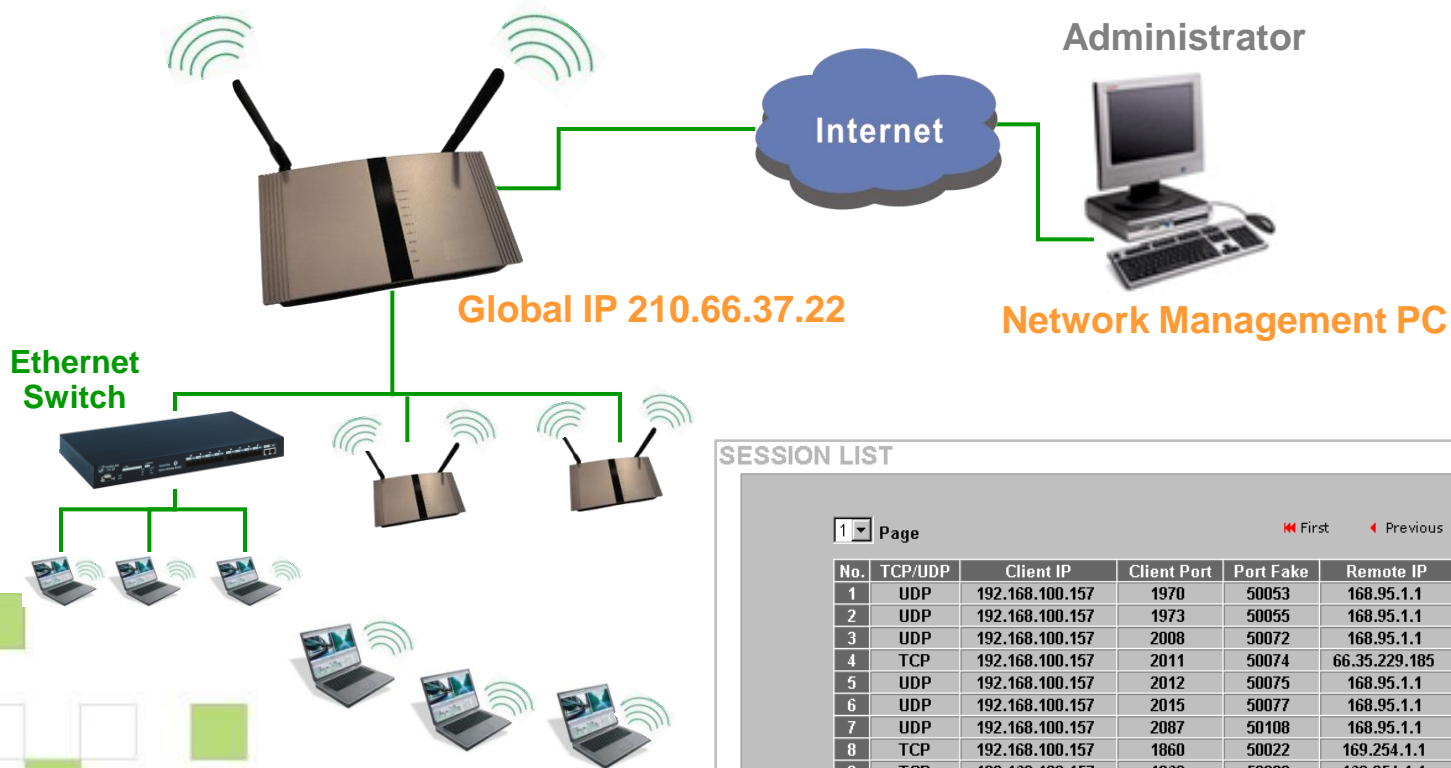 Administrator
Internet
Global IP 210.66.37.22
Network Management PC
Ethernet
Switch
SESSION LIST
1 Page First Previous
No. TCP/UDP Client IP Client Port Port Fake Remote IP
1 UDP 192.168.100.157 1970 50053 168.95.1.1
2 UDP 192.168.100.157 1973 50055 168.95.1.1
3 UDP 192.168.100.157 2008 50072 168.95.1.1
4 TCP 192.168.100.157 2011 50074 66.35.229.185
5 UDP 192.168.100.157 2012 50075 168.95.1.1
6 UDP 192.168.100.157 2015 50077 168.95.1.1
7 UDP 192.168.100.157 2087 50108 168.95.1.1
8 TCP 192.168.100.157 1860 50022 169.254.1.1